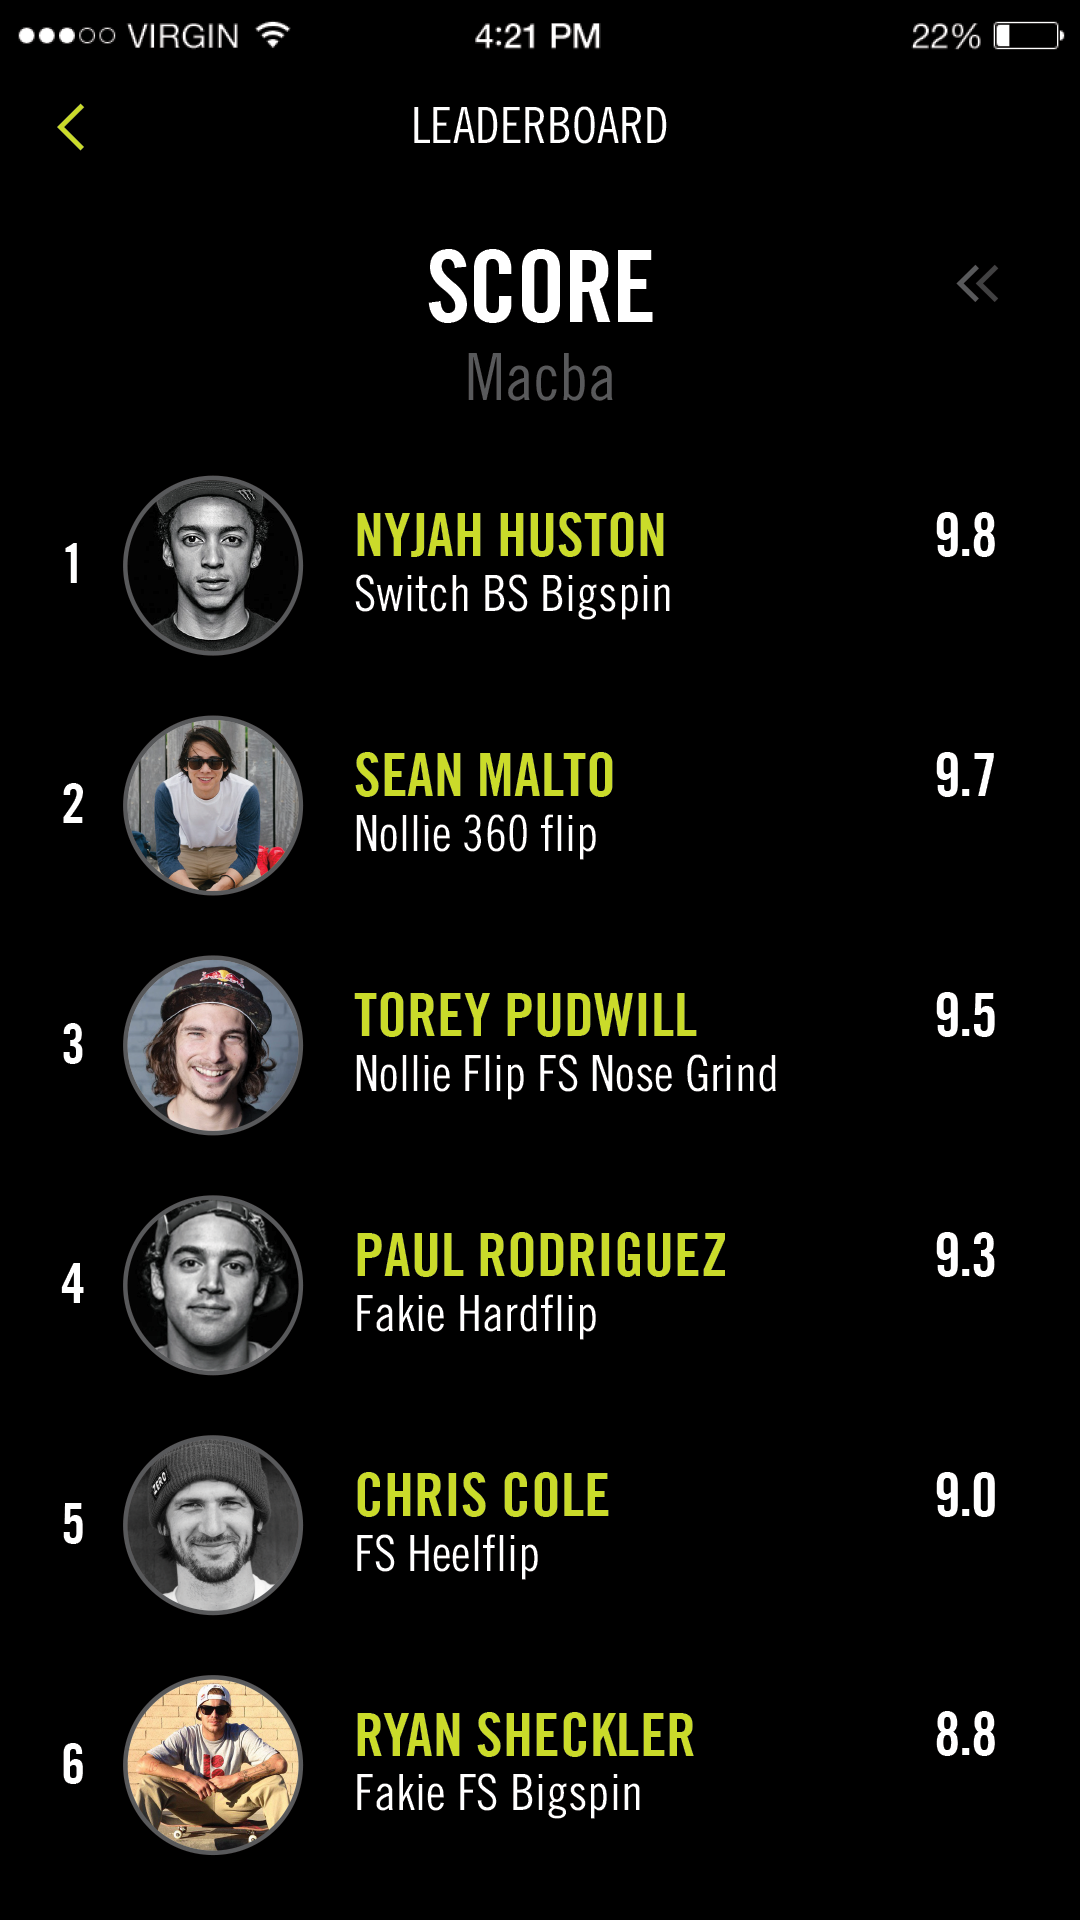 VIRGIN 4:21 PM 22%
LEADERBOARD
SCORE
Macba
1 NYJAH HUSTON 9.8
Switch BS Bigspin
2 SEAN MALTO 9.7
Nollie 360 flip
3 TOREY PUDWILL 9.5
Nollie Flip FS Nose Grind
4 PAUL RODRIGUEZ 9.3
Fakie Hardflip
ZERO
5 CHRIS COLE 9.0
FS Heelflip
6 RYAN SHECKLER 8.8
Fakie FS Bigspin